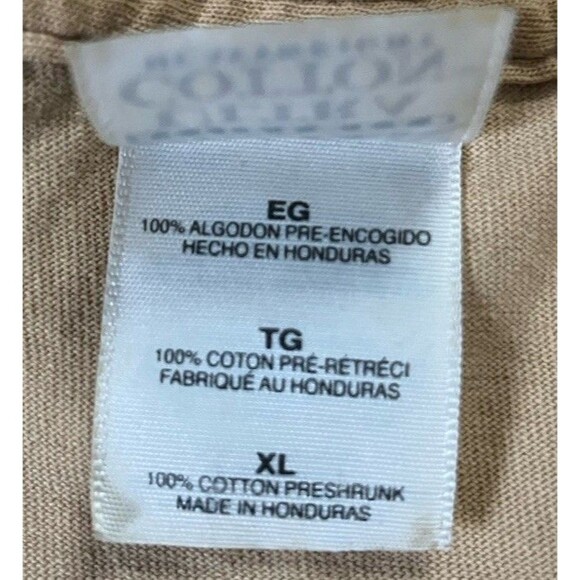 COTTON
EG
100% ALGODON PRE-ENCOGIDO
HECHO EN HONDURAS
TG
100% COTON PRÉ-RÉTRÉCI
FABRIQUÉ AU HONDURAS
XL
100% COTTON PRESHRUNK
MADE IN HONDURAS